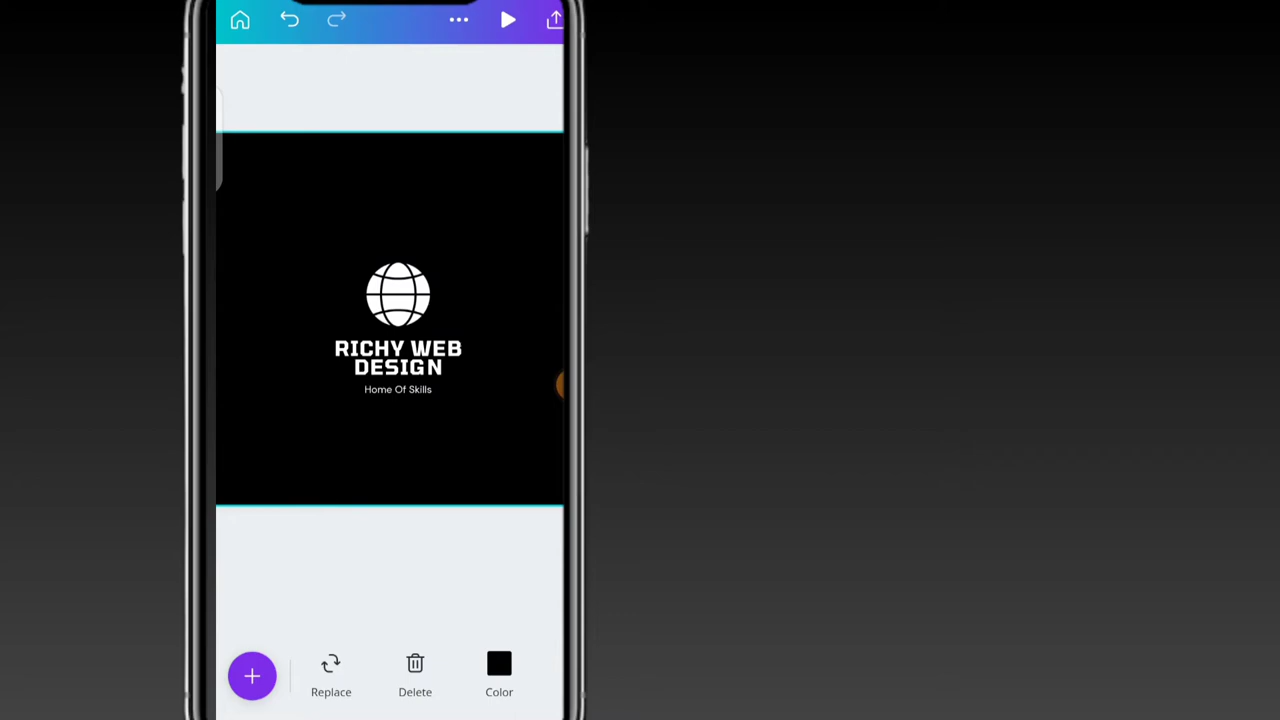 RICHY WEB
DESIGN
Home Of Skills
Replace
Delete
Color